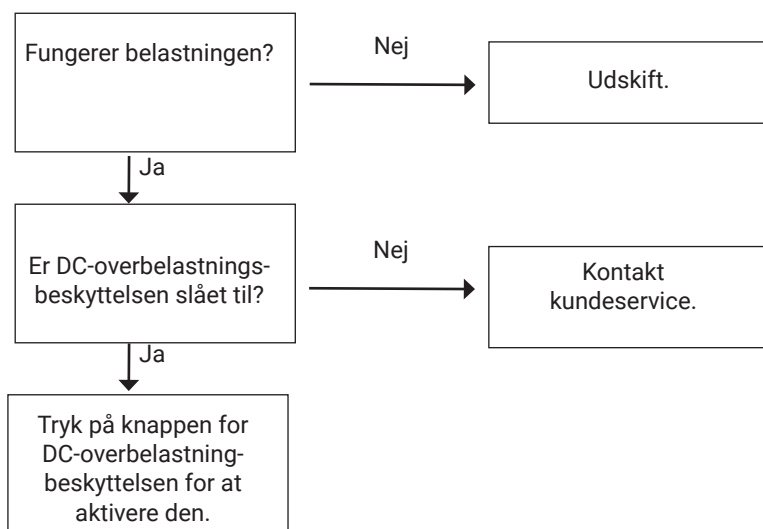 Fungerer belastningen?
Nej
Udskift.
Ja
Er DC-overbelastnings-
beskyttelsen slået til?
Nej
Kontakt
kundeservice.
Ja
Tryk på knappen for
DC-overbelastning-
beskyttelsen for at
aktivere den.